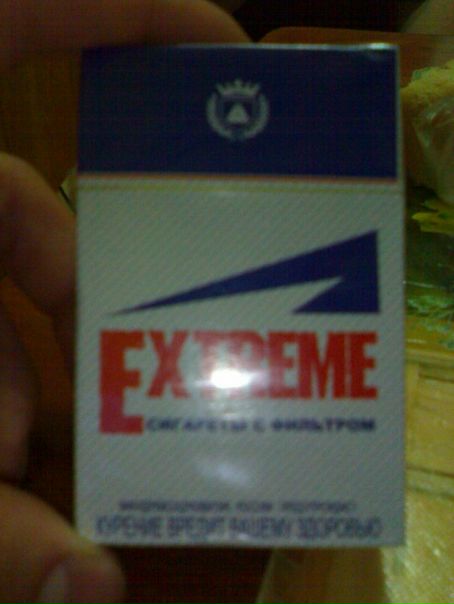 EXTREME
СИГАРЕТЫ С ФИЛЬТРОМ
КУРЕНИЕ ВРЕДИТ ВАШЕМУ ЗДОРОВЬЮ